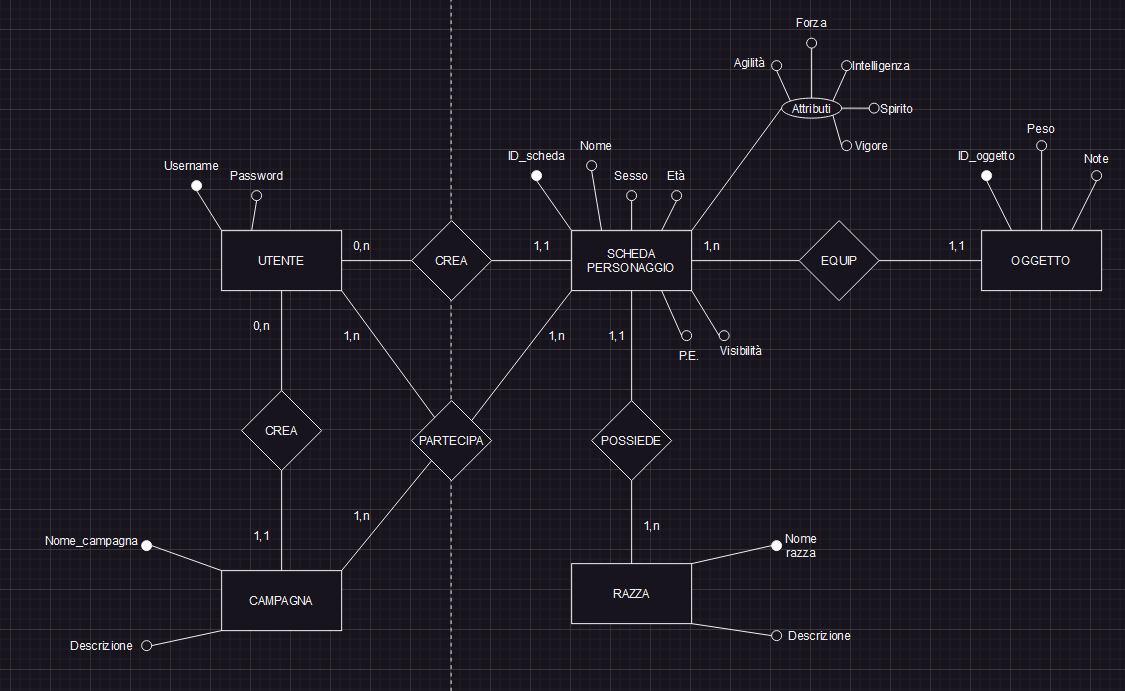 Forza
Agilità
Intelligenza
Attributi
Spirito
Vigore
Peso
ID_oggetto
Note
Username
Password
ID_scheda
Nome
Sesso
Età
UTENTE
0,n
CREA
1,1
SCHEDA
PERSONAGGIO
1,n
EQUIP
1,1
OGGETTO
0,n
1,n
1,n
1,1
P.E.
Visibilità
CREA
PARTECIPA
POSSIEDE
1,n
1,n
1,1
Nome_campagna
Nome
razza
CAMPAGNA
RAZZA
Descrizione
Descrizione